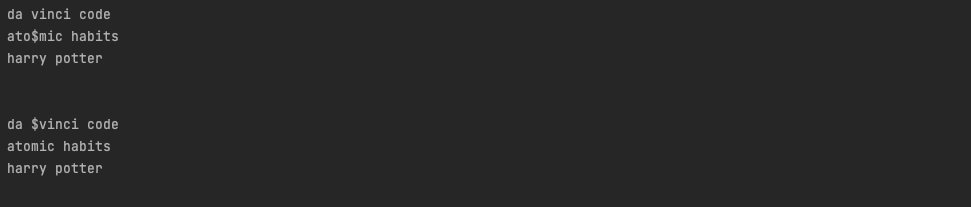 da vinci code
ato$mic habits
harry potter
da $vinci code
atomic habits
harry potter